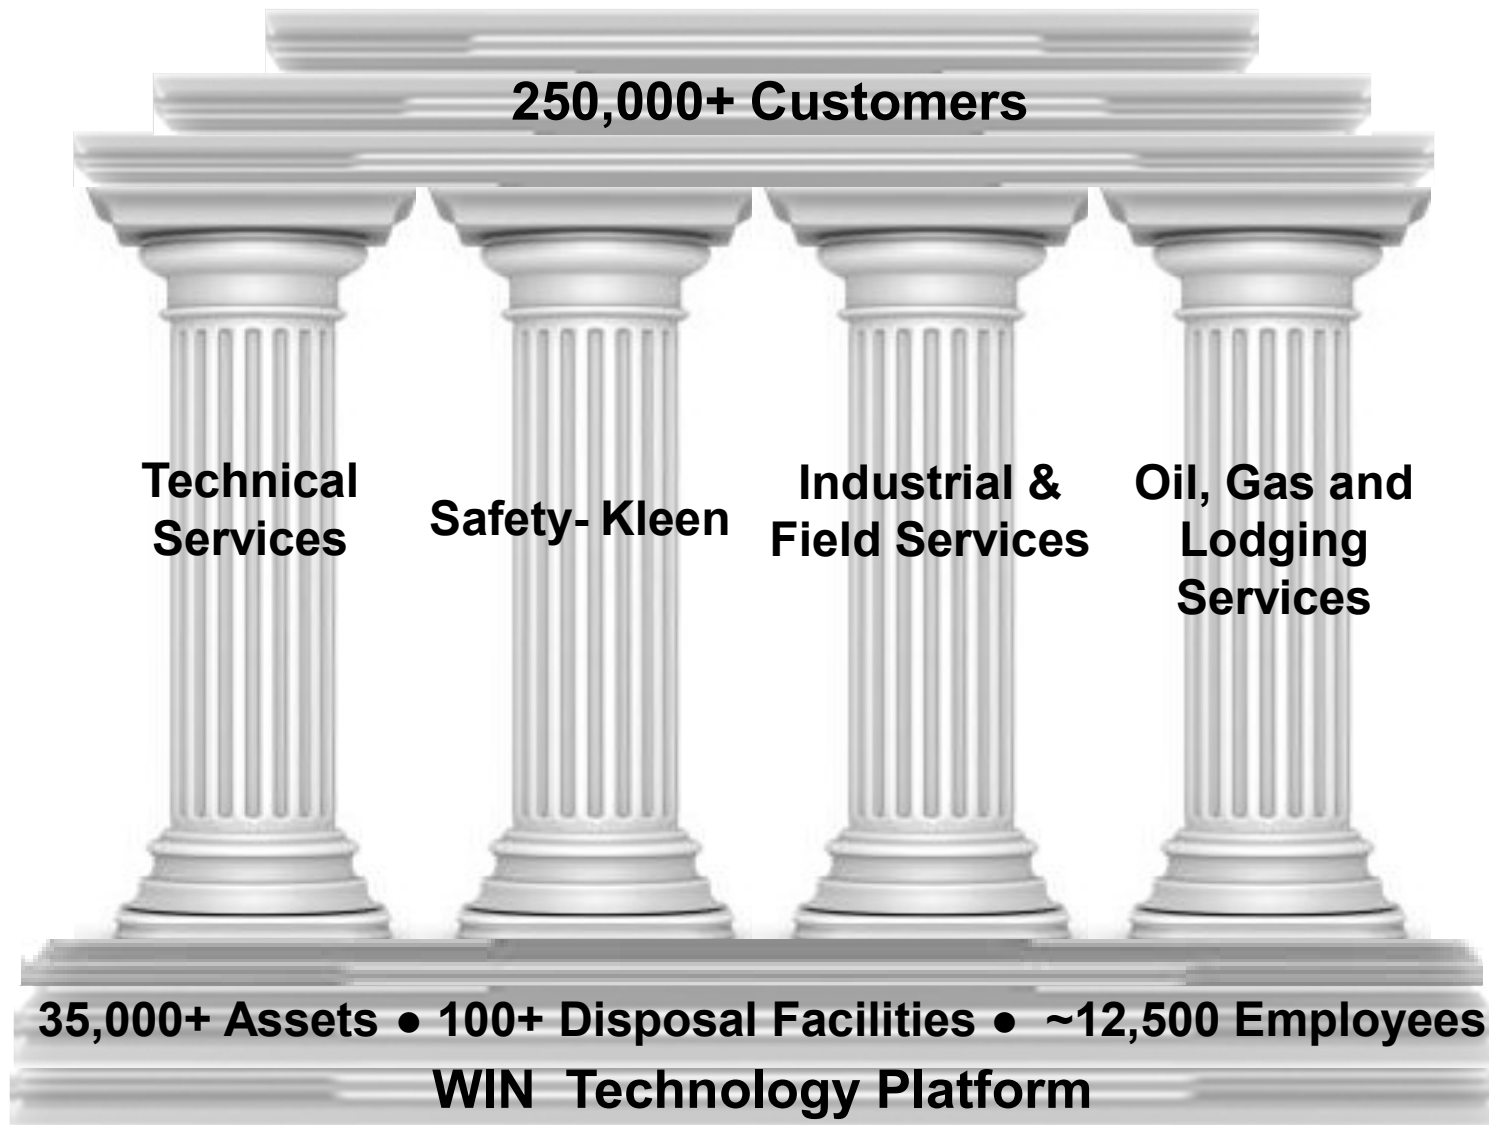 250,000+ Customers
Technical
Services
Safety- Kleen
Industrial &
Field Services
Oil, Gas and
Lodging
Services
35,000+ Assets ● 100+ Disposal Facilities ● ~12,500 Employees
WIN Technology Platform